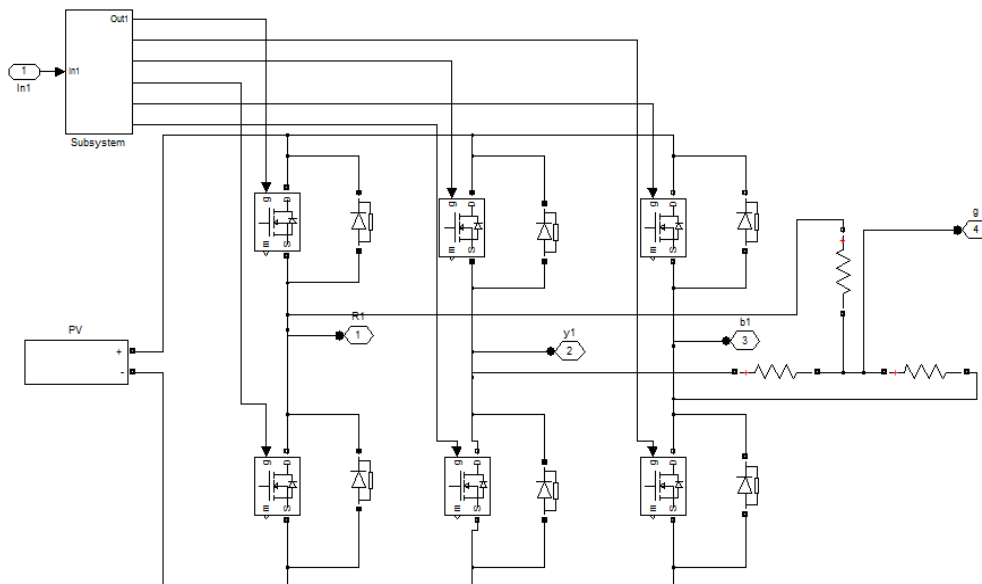 Out1
In1
1
In1
Subsystem
g D
m S
g D
m S
g D
m S
g
4
PV
+
-
R1
1
y1
2
b1
3
+
+
+
g D
m S
g D
m S
g D
m S